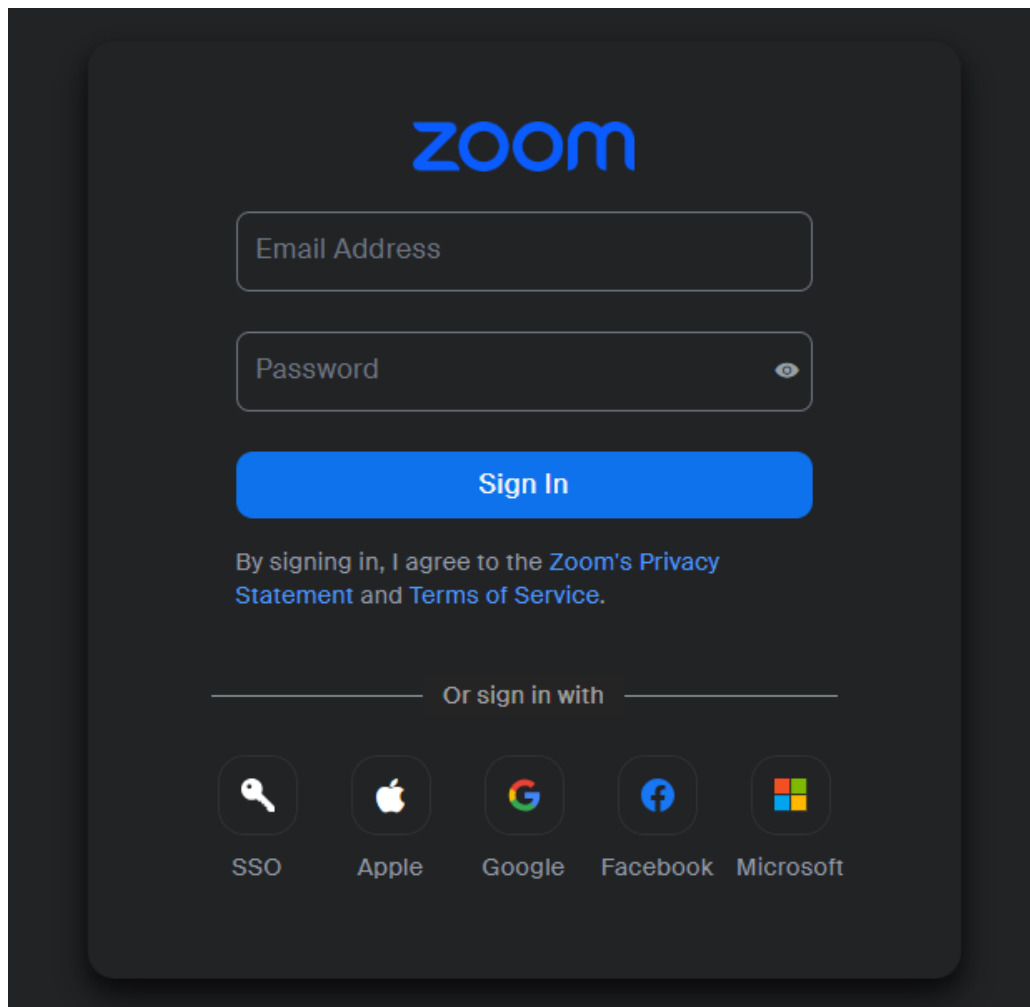 zoom
Email Address
Password
Sign In
By signing in, I agree to the Zoom's Privacy
Statement and Terms of Service.
Or sign in with
SSO Apple Google Facebook Microsoft